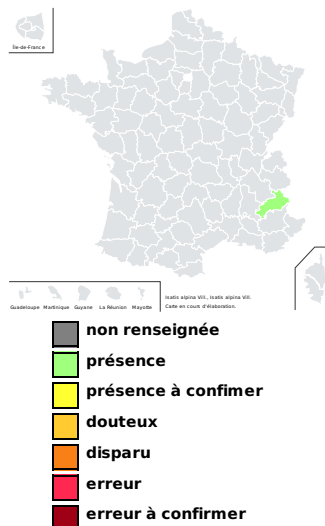 Île-de-France
Guadeloupe Martinique Guyane La Réunion Mayotte
Isatis alpina Vill., Isatis alpina Vill.
Carte en cours d'élaboration.
non renseignée
présence
présence à confimer
douteux
disparu
erreur
erreur à confirmer